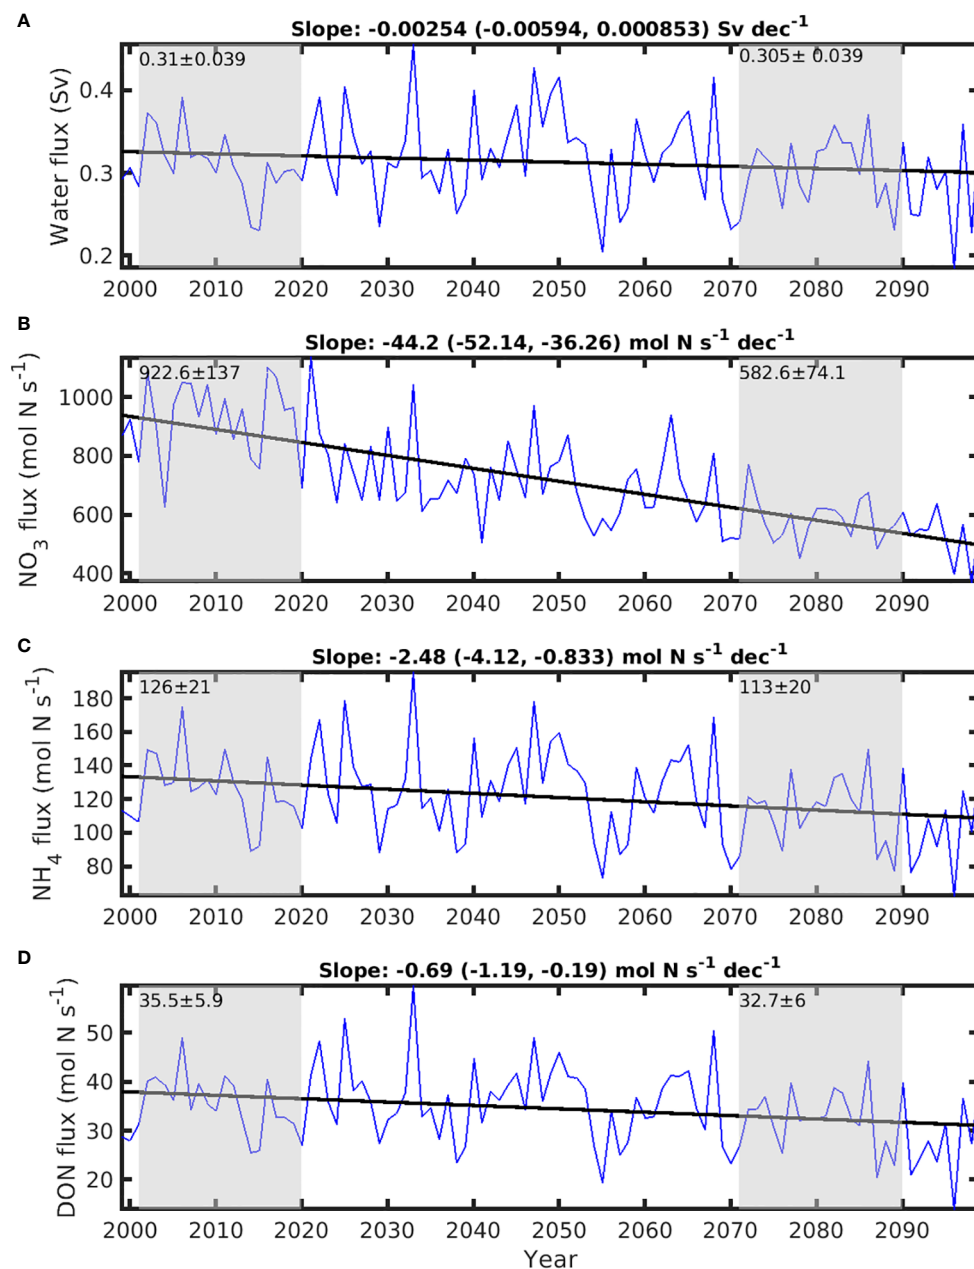 A
Slope: -0.00254 (-0.00594, 0.000853) Sv dec⁻¹
0.31±0.039
0.305± 0.039
Water flux (Sv)
0.4
0.3
0.2
2000 2010 2020 2030 2040 2050 2060 2070 2080 2090
B
Slope: -44.2 (-52.14, -36.26) mol N s⁻¹ dec⁻¹
922.6±137
582.6±74.1
NO₃ flux (mol N s⁻¹)
1000
800
600
400
2000 2010 2020 2030 2040 2050 2060 2070 2080 2090
C
Slope: -2.48 (-4.12, -0.833) mol N s⁻¹ dec⁻¹
126±21
113±20
NH₄ flux (mol N s⁻¹)
180
160
140
120
100
80
2000 2010 2020 2030 2040 2050 2060 2070 2080 2090
D
Slope: -0.69 (-1.19, -0.19) mol N s⁻¹ dec⁻¹
35.5±5.9
32.7±6
DON flux (mol N s⁻¹)
50
40
30
20
2000 2010 2020 2030 2040 2050 2060 2070 2080 2090
Year